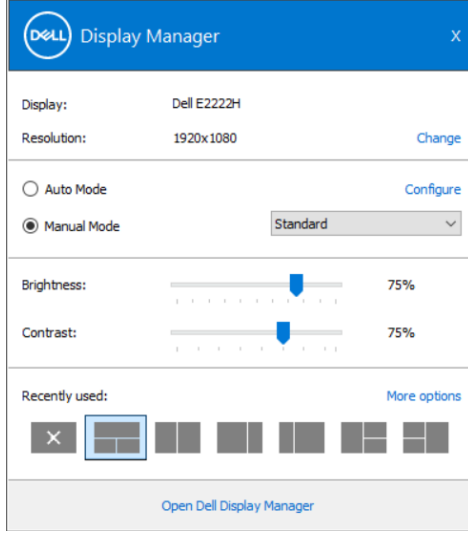 DELL Display Manager X
Display: Dell E2222H
Resolution: 1920x1080 Change
Auto Mode Configure
Manual Mode Standard
Brightness: 75%
Contrast: 75%
Recently used: More options
Open Dell Display Manager